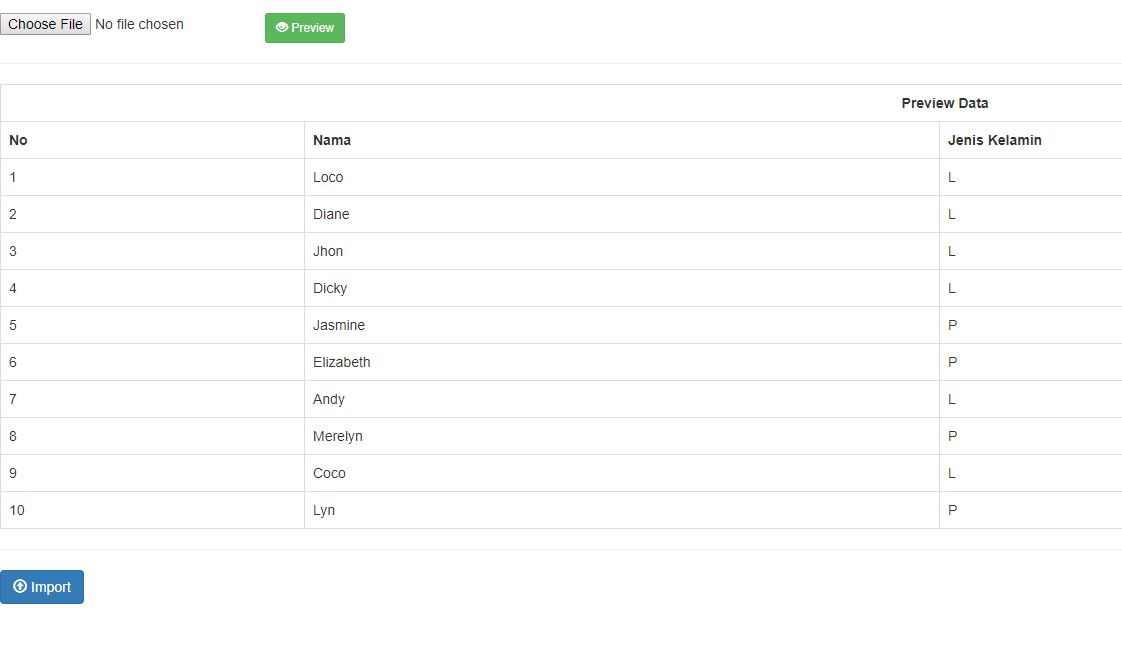 Choose File No file chosen Preview
Preview Data
No Nama Jenis Kelamin
1 Loco L
2 Diane L
3 Jhon L
4 Dicky L
5 Jasmine P
6 Elizabeth P
7 Andy L
8 Merelyn P
9 Coco L
10 Lyn P
Import